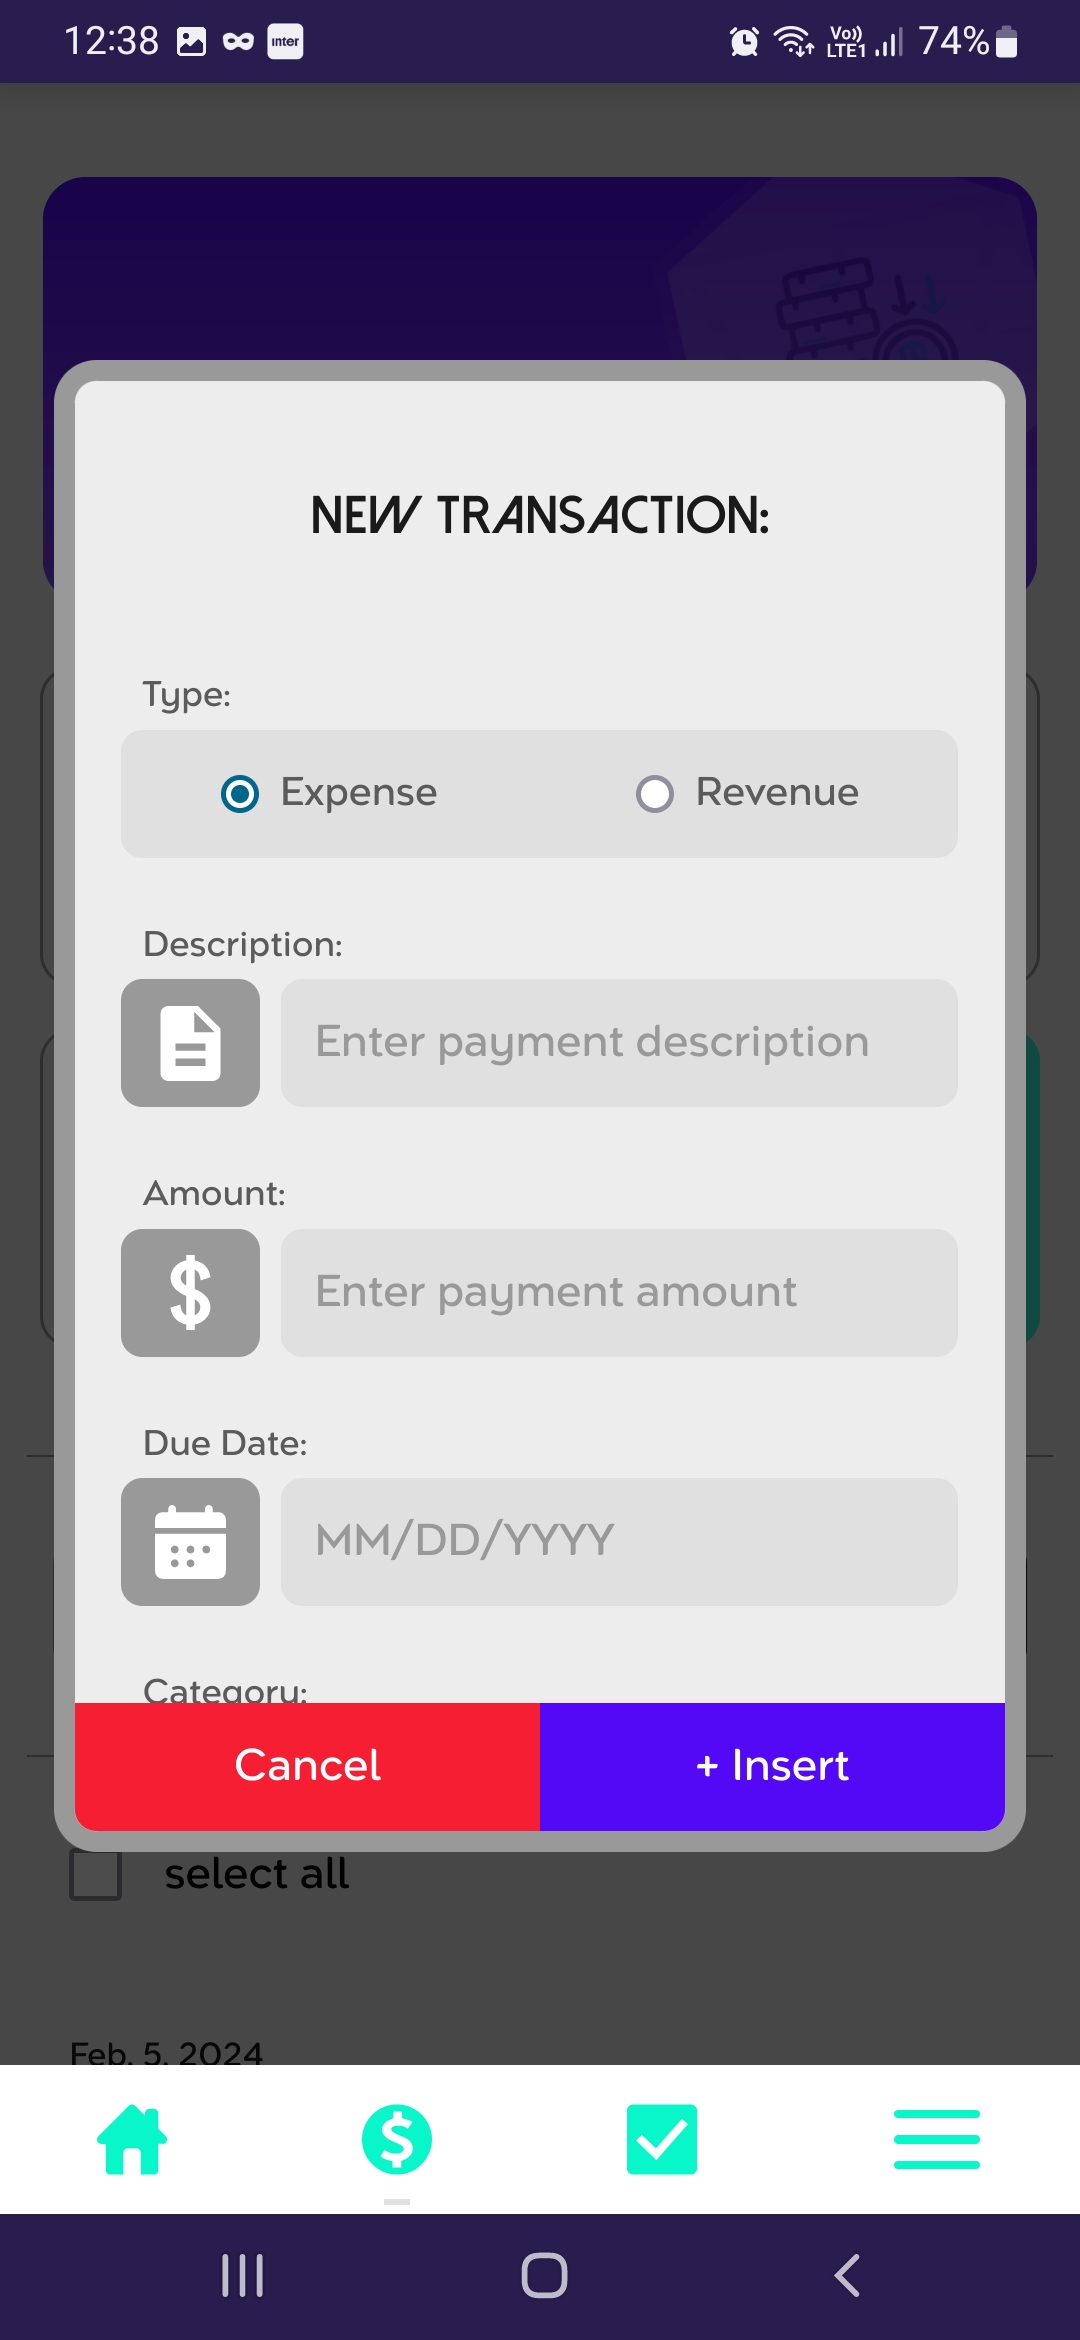 12:38 inter Vo)) LTE1 74%
NEW TRANSACTION:
Type:
Expense Revenue
Description:
Enter payment description
Amount:
$ Enter payment amount
Due Date:
MM/DD/YYYY
Category:
Cancel + Insert
select all
Feb. 5, 2024
$